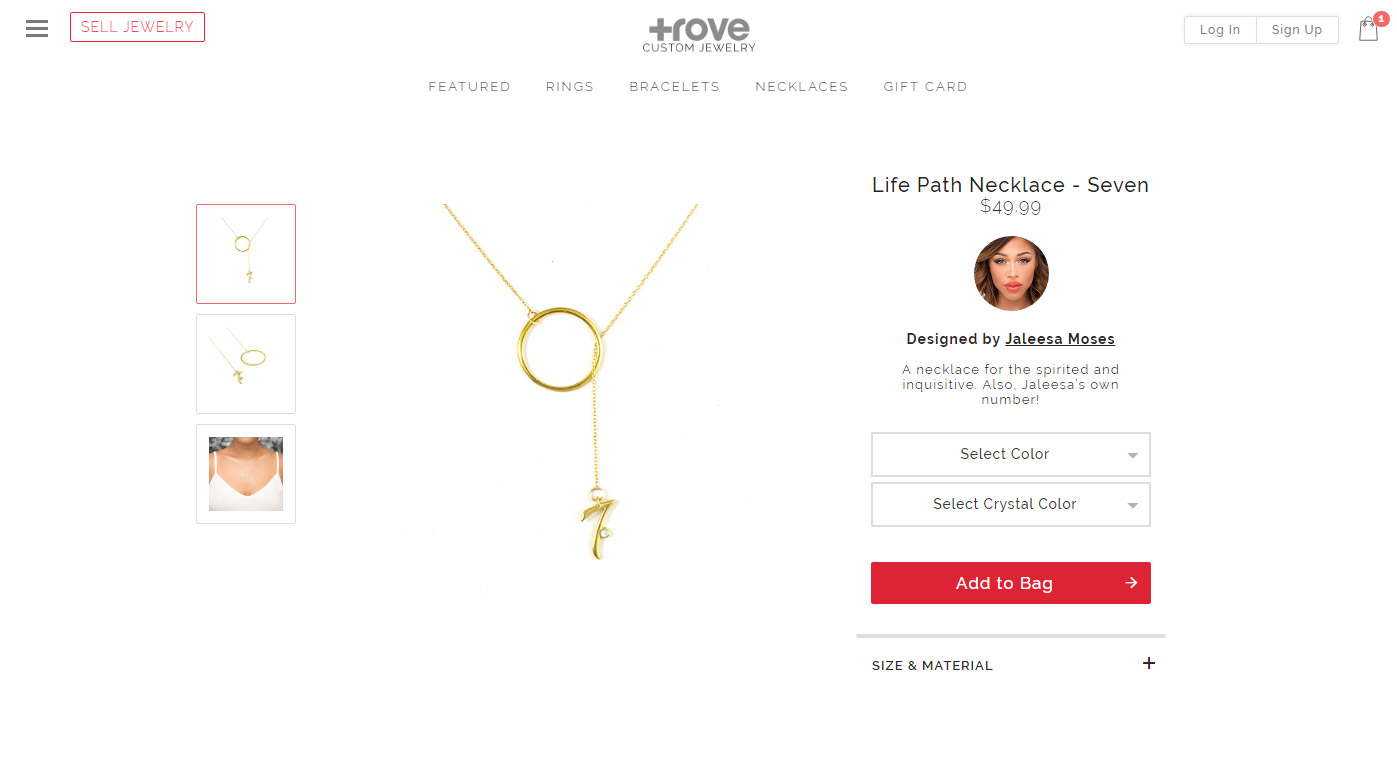 SELL JEWELRY
trove
CUSTOM JEWELRY
Log In
Sign Up
1
FEATURED
RINGS
BRACELETS
NECKLACES
GIFT CARD
Life Path Necklace - Seven
$49.99
Designed by Jaleesa Moses
A necklace for the spirited and
inquisitive. Also, Jaleesa's own
number!
Select Color
Select Crystal Color
Add to Bag
SIZE & MATERIAL
7